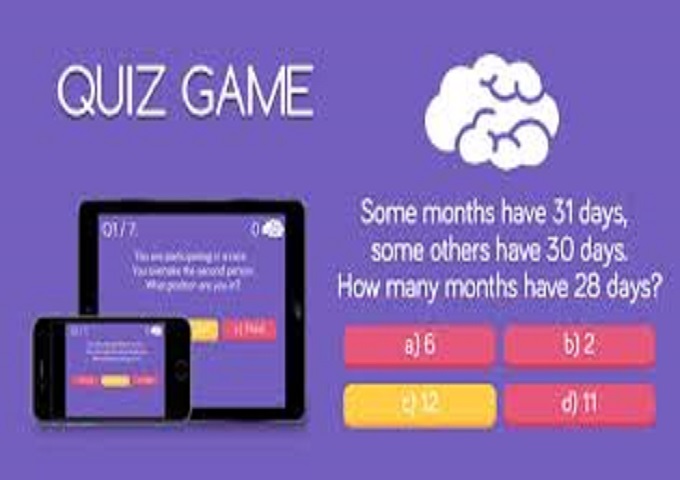 QUIZ GAME
Some months have 31 days,
some others have 30 days.
How many months have 28 days?
a) 6
b) 2
c) 12
d) 11
Q1/7.
0
You are participating in a race.
You overtake the second person.
What position are you in?